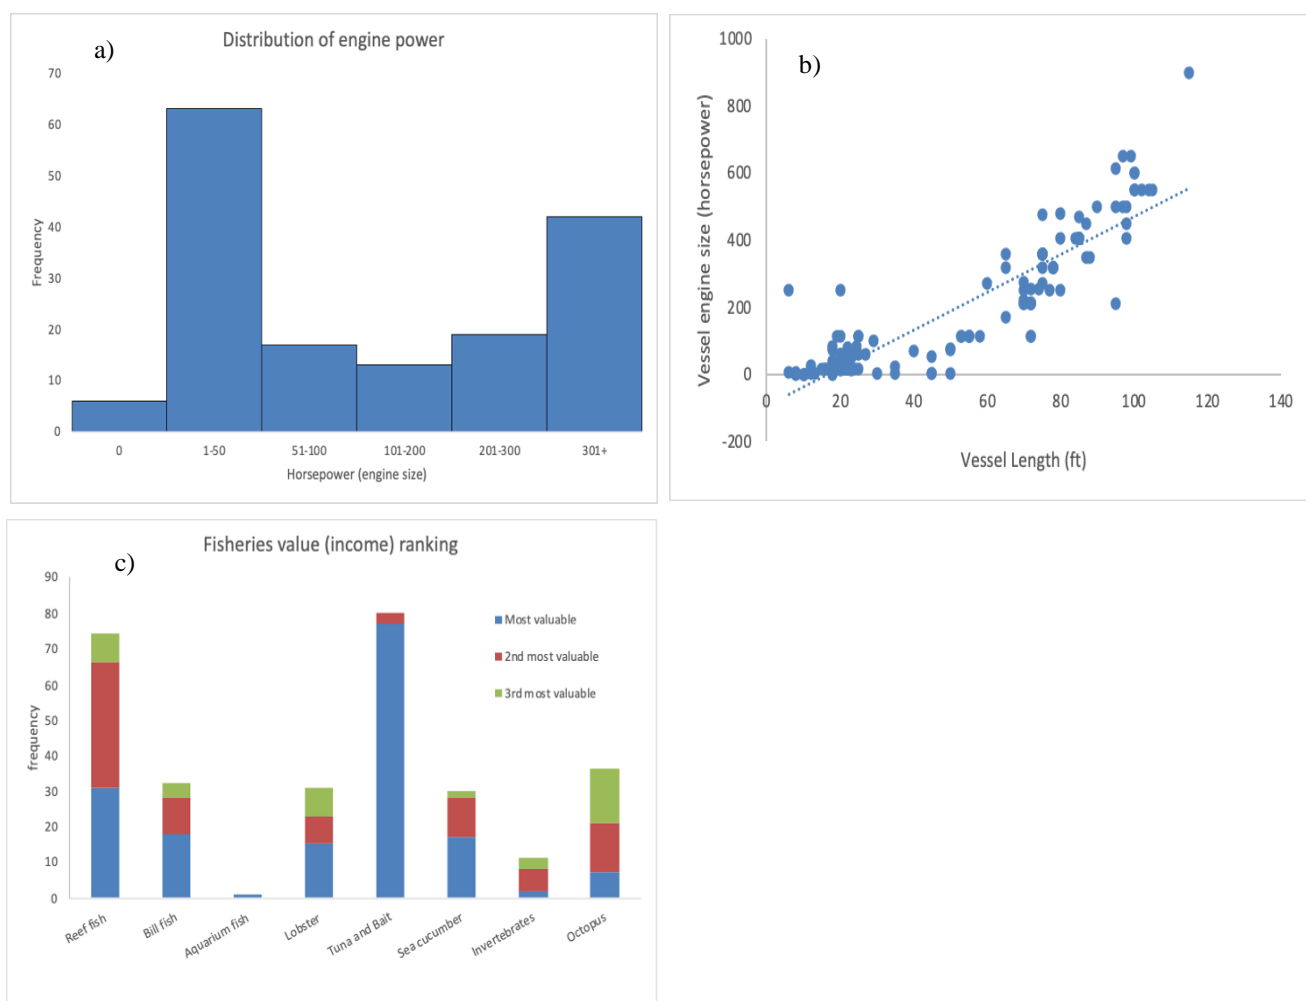 a)
Distribution of engine power
70
60
50
40
30
20
10
0
Frequency
0 1-50 51-100 101-200 201-300 301+
Horsepower (engine size)
b)
1000
800
600
400
200
0
-200
Vessel engine size (horsepower)
0 20 40 60 80 100 120 140
Vessel Length (ft)
c)
Fisheries value (income) ranking
90
80
70
60
50
40
30
20
10
0
frequency
Most valuable
2nd most valuable
3rd most valuable
Reef fish
Bill fish
Aquarium fish
Lobster
Tuna and Bait
Sea cucumber
Invertebrates
Octopus